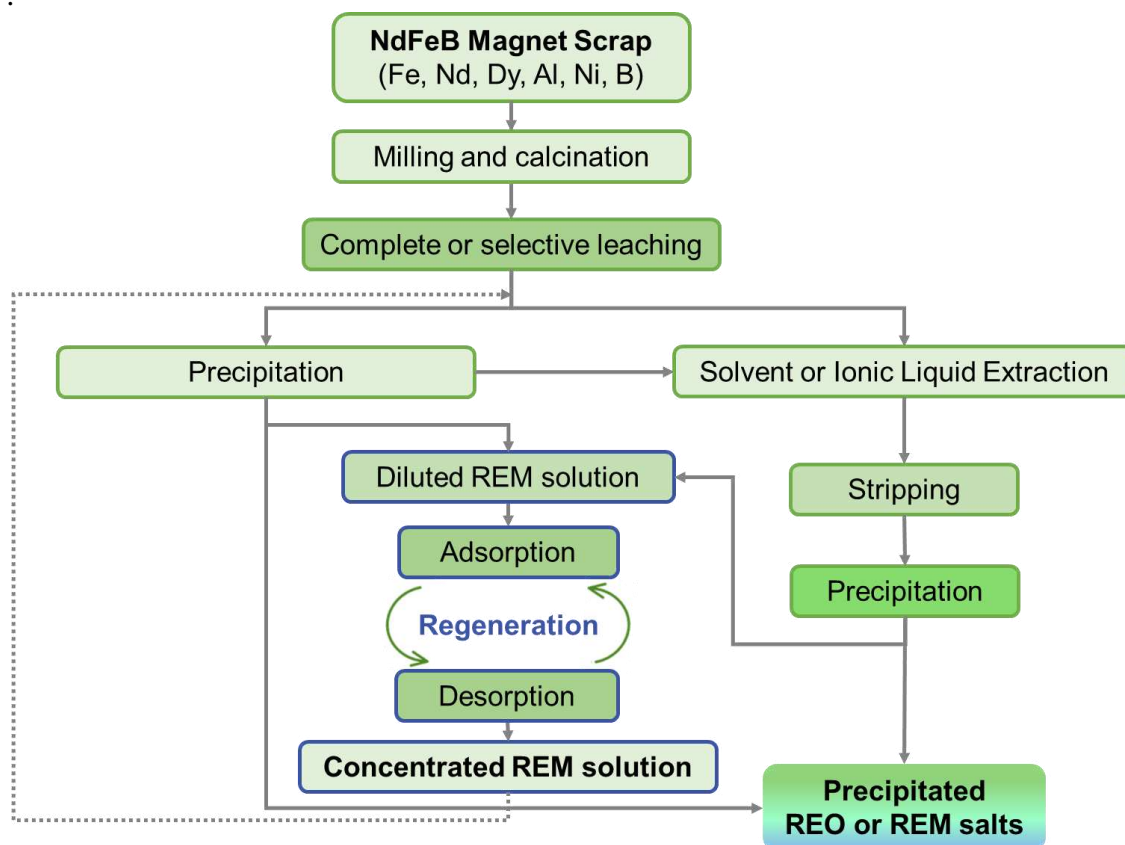 .
NdFeB Magnet Scrap
(Fe, Nd, Dy, Al, Ni, B)
Milling and calcination
Complete or selective leaching
Precipitation
Solvent or Ionic Liquid Extraction
Diluted REM solution
Stripping
Adsorption
Precipitation
Regeneration
Desorption
Concentrated REM solution
Precipitated
REO or REM salts